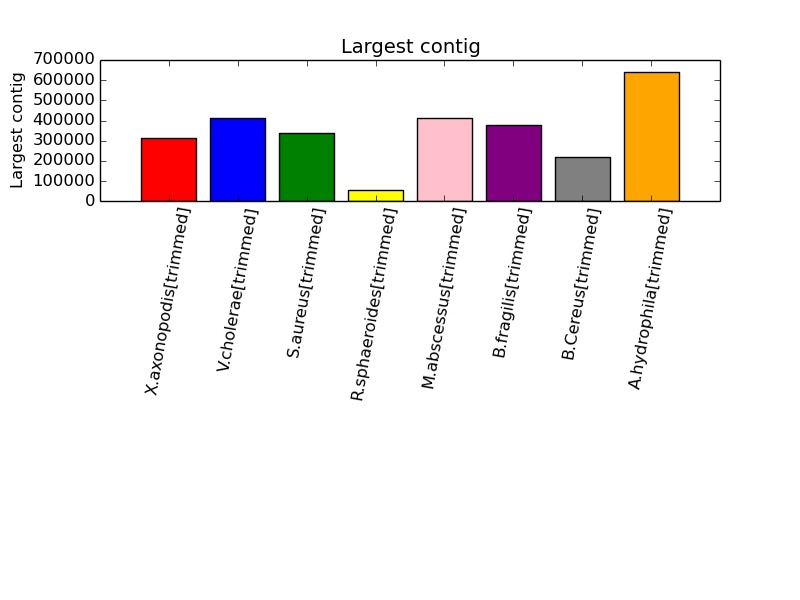 Largest contig
Largest contig
700000
600000
500000
400000
300000
200000
100000
0
X.axonopodis[trimmed]
V.cholerae[trimmed]
S.aureus[trimmed]
R.sphaeroides[trimmed]
M.abscessus[trimmed]
B.fragilis[trimmed]
B.Cereus[trimmed]
A.hydrophila[trimmed]